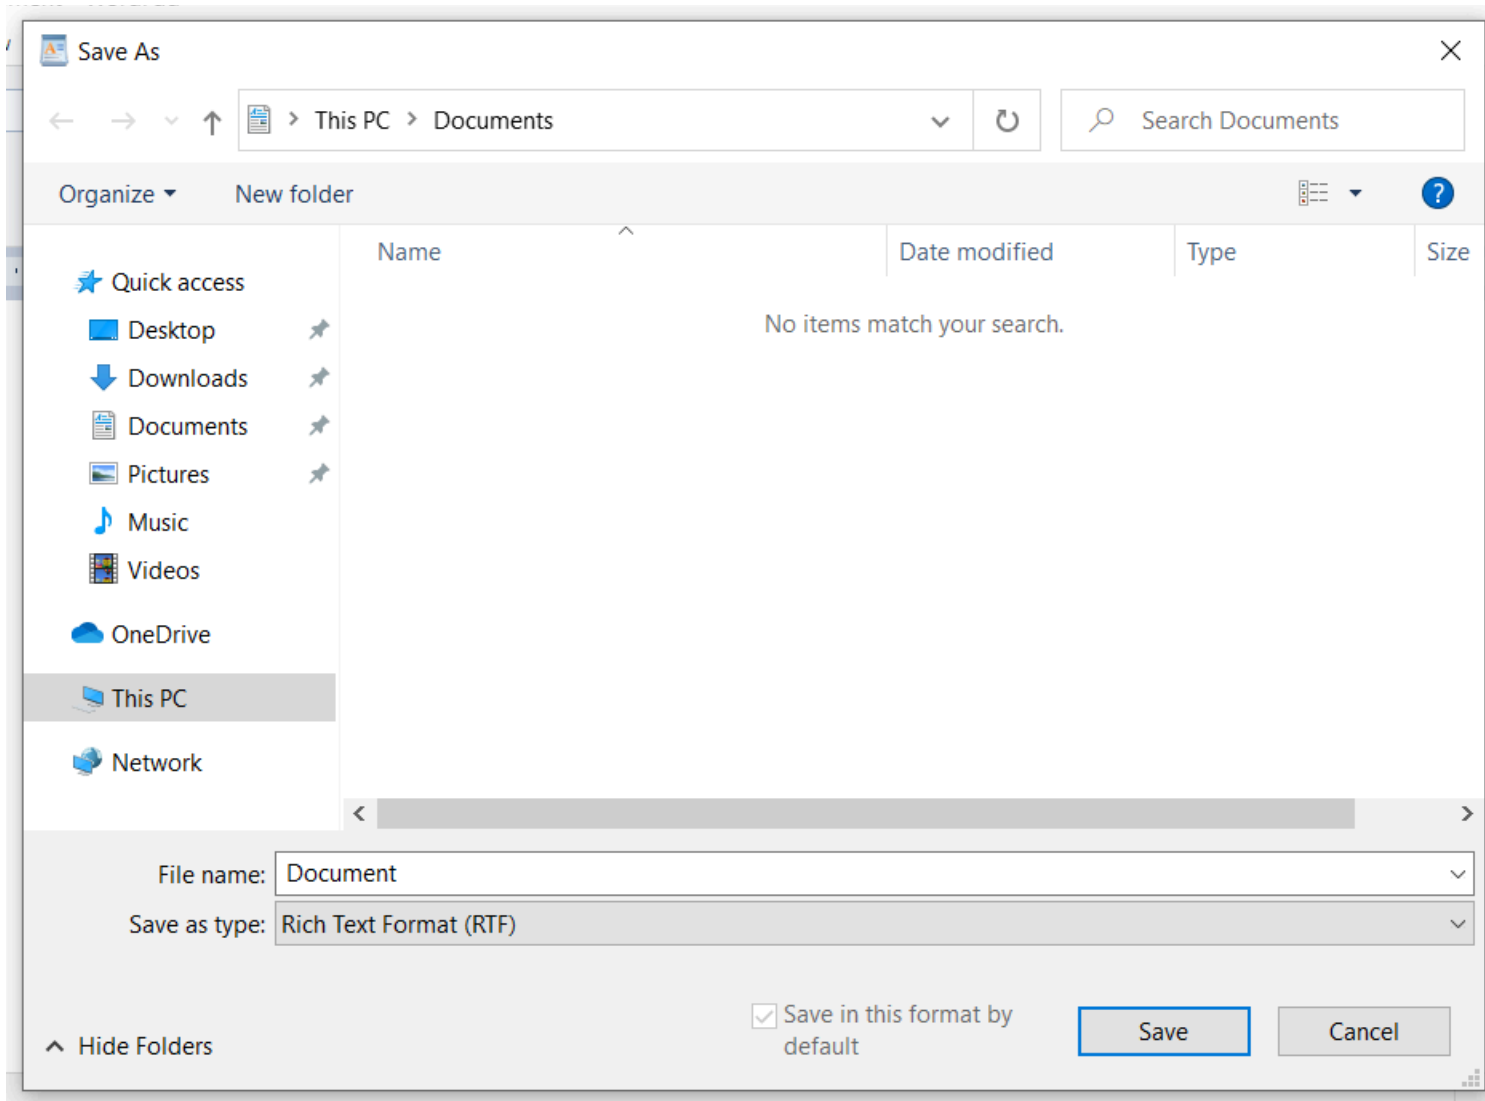 Save As
This PC > Documents
Search Documents
Organize
New folder
Name
Date modified
Type
Size
No items match your search.
Quick access
Desktop
Downloads
Documents
Pictures
Music
Videos
OneDrive
This PC
Network
File name: Document
Save as type: Rich Text Format (RTF)
Save in this format by
default
Save
Cancel
Hide Folders